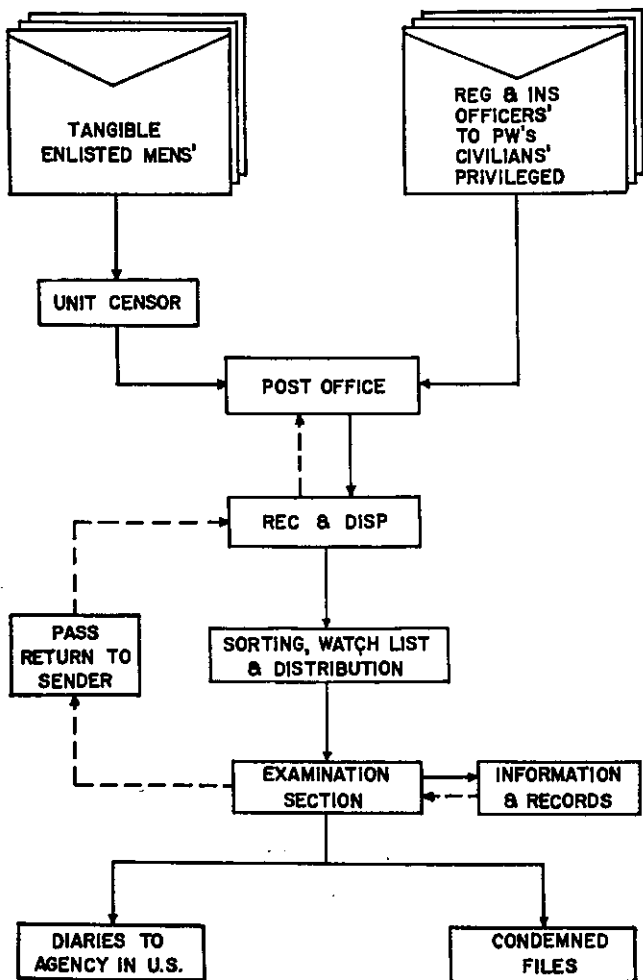 TANGIBLE
ENLISTED MENS'
REG & INS
OFFICERS'
TO PW'S
CIVILIANS'
PRIVILEGED
UNIT CENSOR
POST OFFICE
REC & DISP
PASS
RETURN TO
SENDER
SORTING, WATCH LIST
& DISTRIBUTION
EXAMINATION
SECTION
INFORMATION
& RECORDS
DIARIES TO
AGENCY IN U.S.
CONDEMNED
FILES